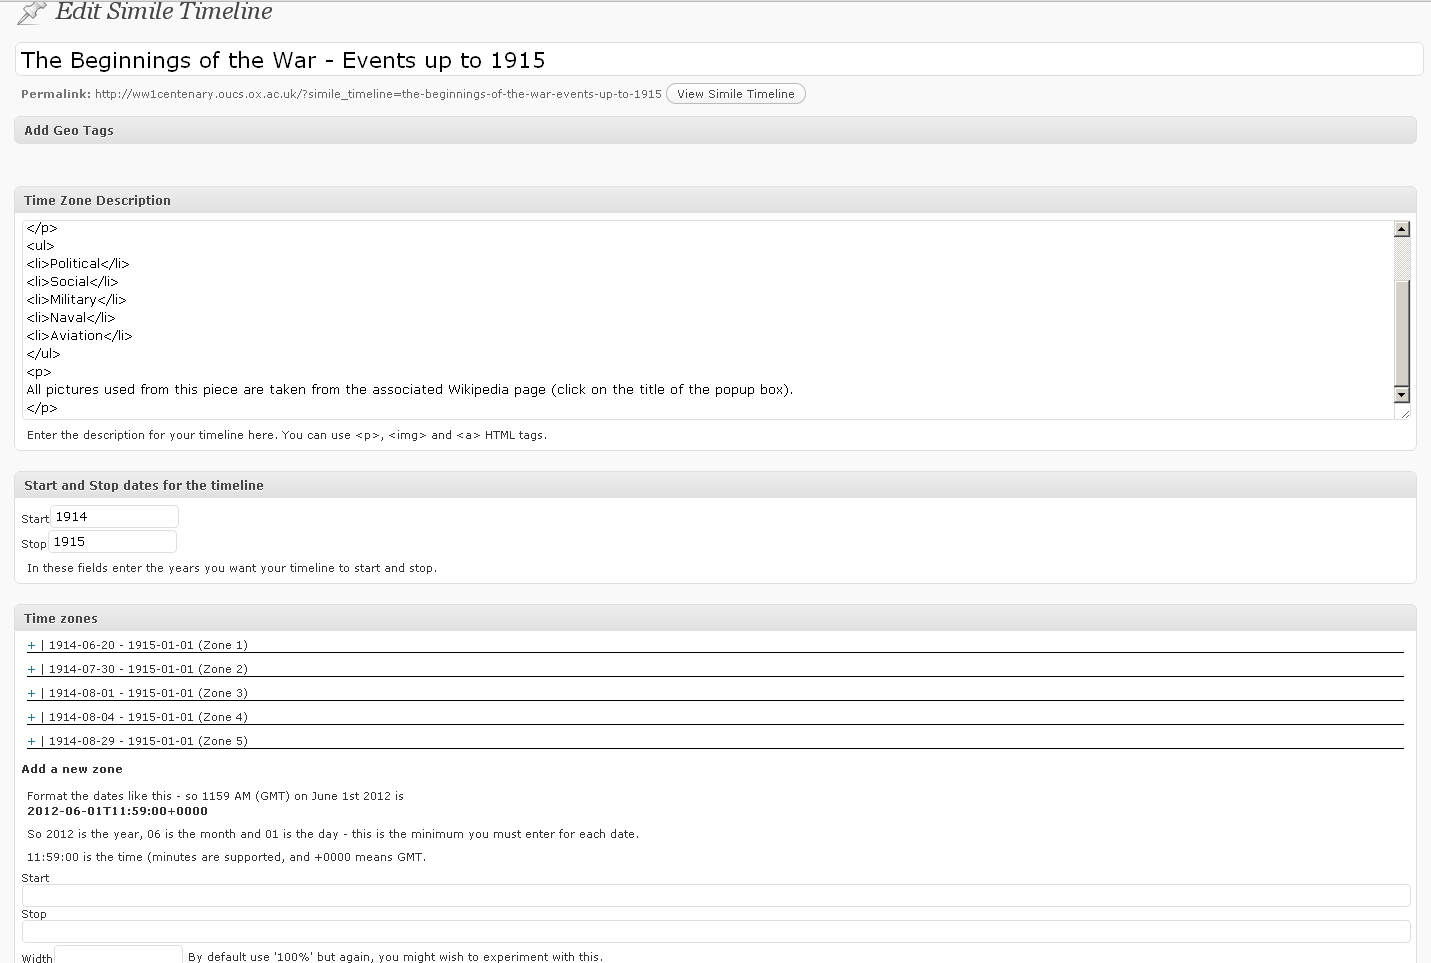 Edit Simile Timeline
The Beginnings of the War - Events up to 1915
Permalink: http://ww1centenary.oucs.ox.ac.uk/?simile_timeline=the-beginnings-of-the-war-events-up-to-1915 View Simile Timeline
Add Geo Tags
Time Zone Description
</p>
<ul>
<li>Political</li>
<li>Social</li>
<li>Military</li>
<li>Naval</li>
<li>Aviation</li>
</ul>
<p>
All pictures used from this piece are taken from the associated Wikipedia page (click on the title of the popup box).
</p>
Enter the description for your timeline here. You can use <p>, <img> and <a> HTML tags.
Start and Stop dates for the timeline
Start 1914
Stop 1915
In these fields enter the years you want your timeline to start and stop.
Time zones
+ | 1914-06-20 - 1915-01-01 (Zone 1)
+ | 1914-07-30 - 1915-01-01 (Zone 2)
+ | 1914-08-01 - 1915-01-01 (Zone 3)
+ | 1914-08-04 - 1915-01-01 (Zone 4)
+ | 1914-08-29 - 1915-01-01 (Zone 5)
Add a new zone
Format the dates like this - so 1159 AM (GMT) on June 1st 2012 is
2012-06-01T11:59:00+0000
So 2012 is the year, 06 is the month and 01 is the day - this is the minimum you must enter for each date.
11:59:00 is the time (minutes are supported, and +0000 means GMT.
Start
Stop
Width By default use '100%' but again, you might wish to experiment with this.